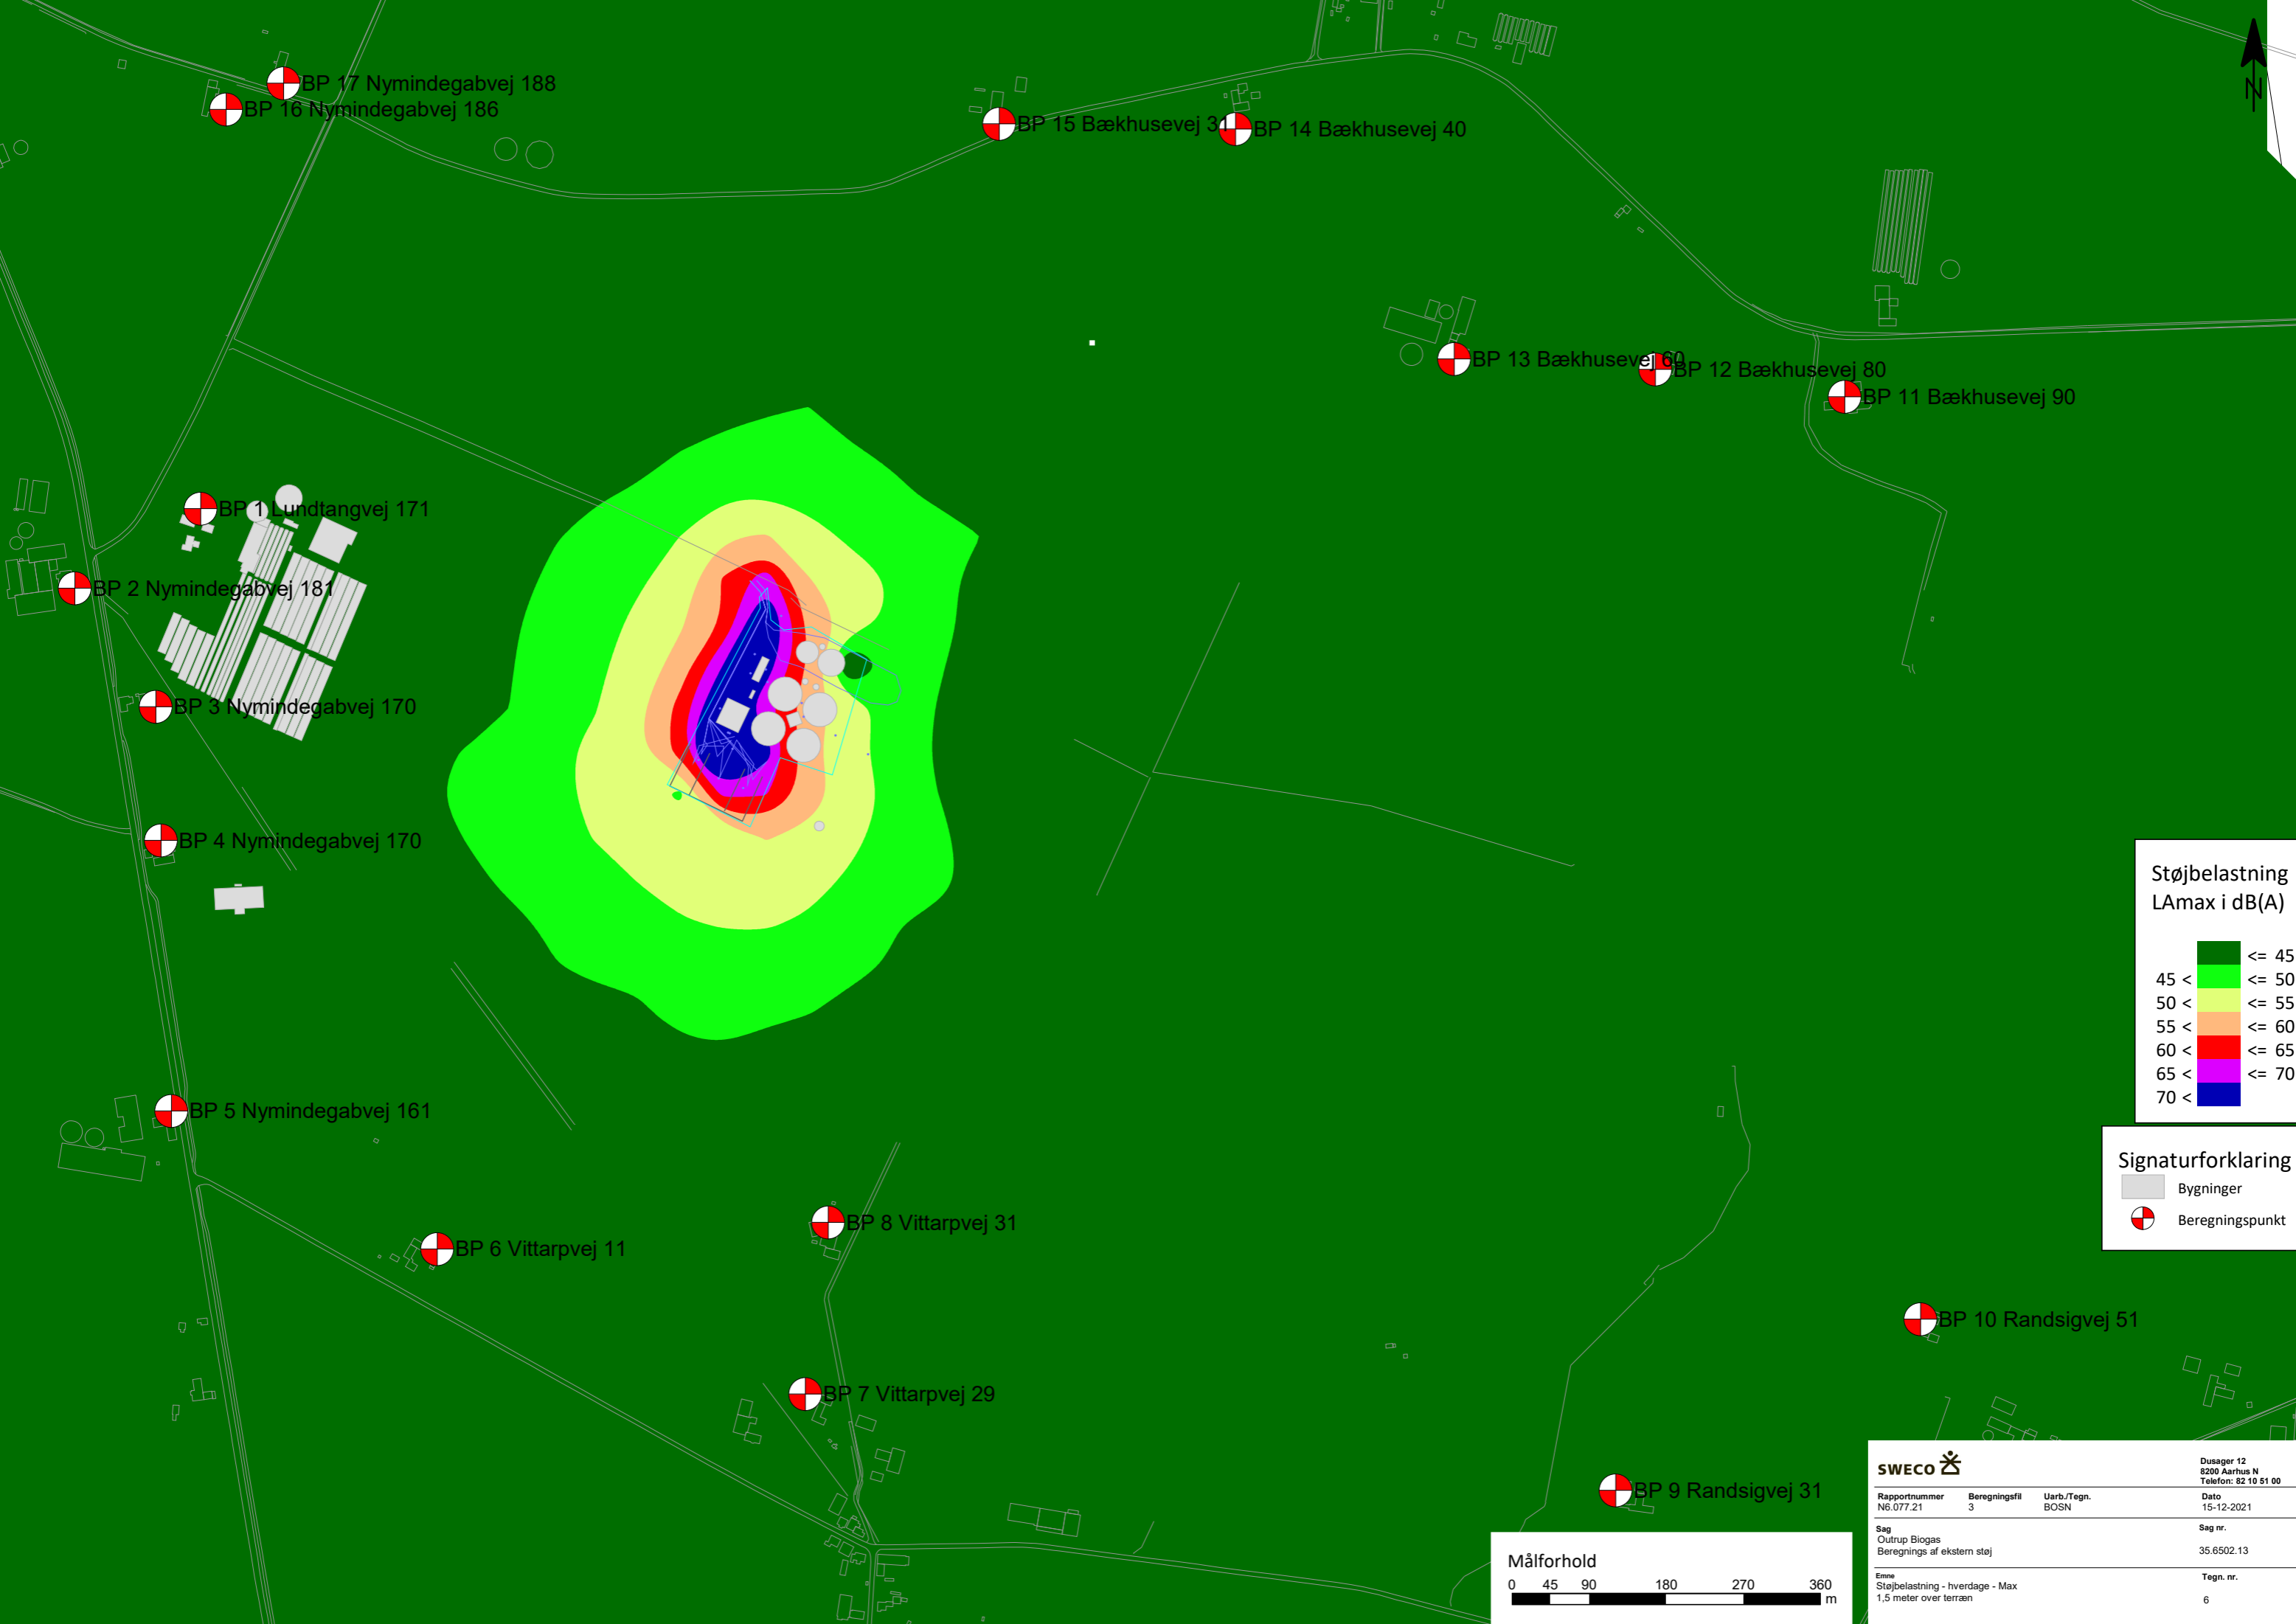 N
BP 17 Nymindegabvej 188
BP 16 Nymindegabvej 186
BP 15 Bækhusevej 31
BP 14 Bækhusevej 40
BP 13 Bækhusevej 60
BP 12 Bækhusevej 80
BP 11 Bækhusevej 90
BP 1 Lundtangvej 171
BP 2 Nymindegabvej 181
BP 3 Nymindegabvej 170
BP 4 Nymindegabvej 170
BP 5 Nymindegabvej 161
BP 6 Vittarpvej 11
BP 8 Vittarpvej 31
BP 7 Vittarpvej 29
BP 10 Randsigvej 51
BP 9 Randsigvej 31
Støjbelastning
LAmax i dB(A)
<= 45
45 < <= 50
50 < <= 55
55 < <= 60
60 < <= 65
65 < <= 70
70 <
Signaturforklaring
Bygninger
Beregningspunkt
Målforhold
0 45 90 180 270 360
m
SWECO
Dusager 12
8200 Aarhus N
Telefon: 82 10 51 00
Rapportnummer Beregningsfil Uarb./Tegn. Dato
N6.077.21 3 BOSN 15-12-2021
Sag Sag nr.
Outrup Biogas
Beregnings af ekstern støj 35.6502.13
Emne Tegn. nr.
Støjbelastning - hverdage - Max
1,5 meter over terræn 6